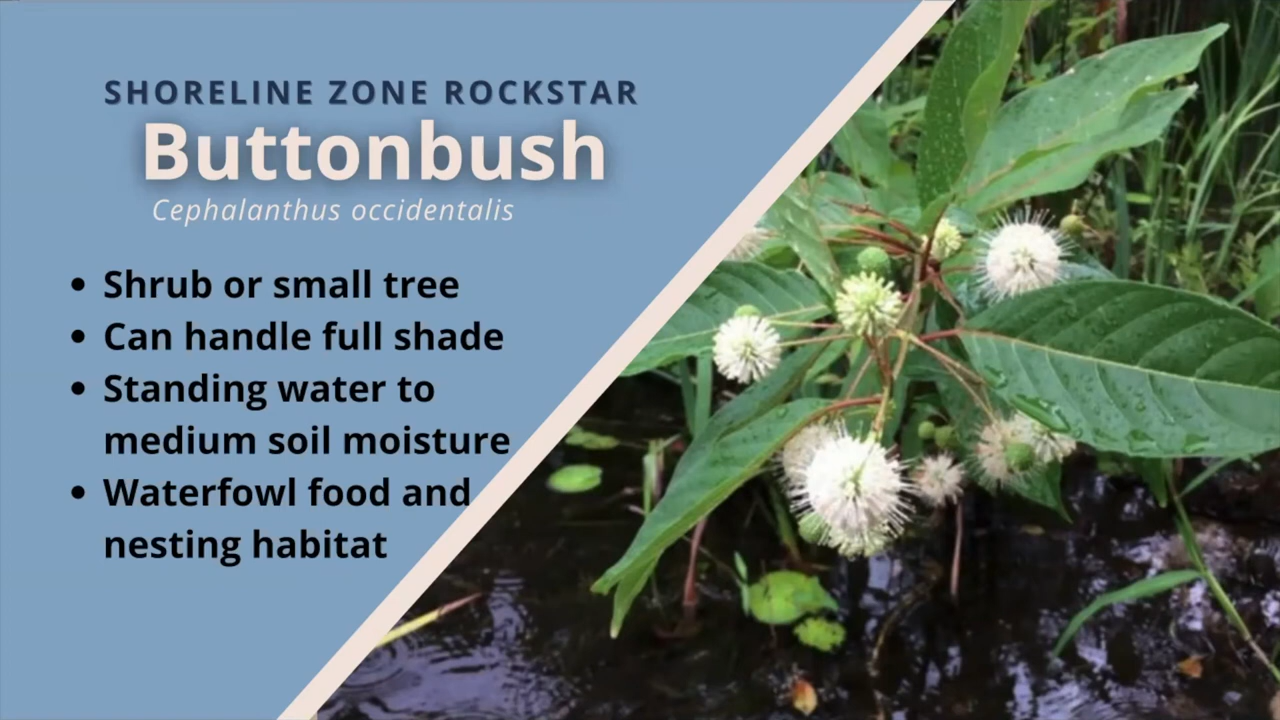 SHORELINE ZONE ROCKSTAR
Buttonbush
Cephalanthus occidentalis
• Shrub or small tree
• Can handle full shade
• Standing water to
medium soil moisture
• Waterfowl food and
nesting habitat